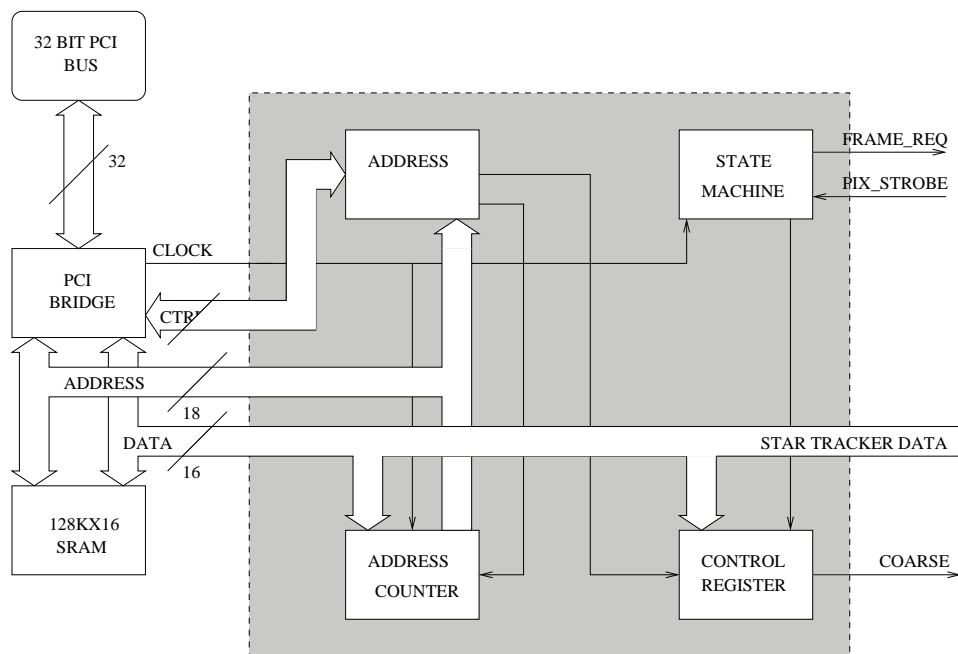 32 BIT PCI
BUS
32
ADDRESS
STATE
MACHINE
FRAME_REQ
PIX_STROBE
CLOCK
PCI
BRIDGE
CTRL
ADDRESS
18
DATA
16
STAR TRACKER DATA
128KX16
SRAM
ADDRESS
COUNTER
CONTROL
REGISTER
COARSE